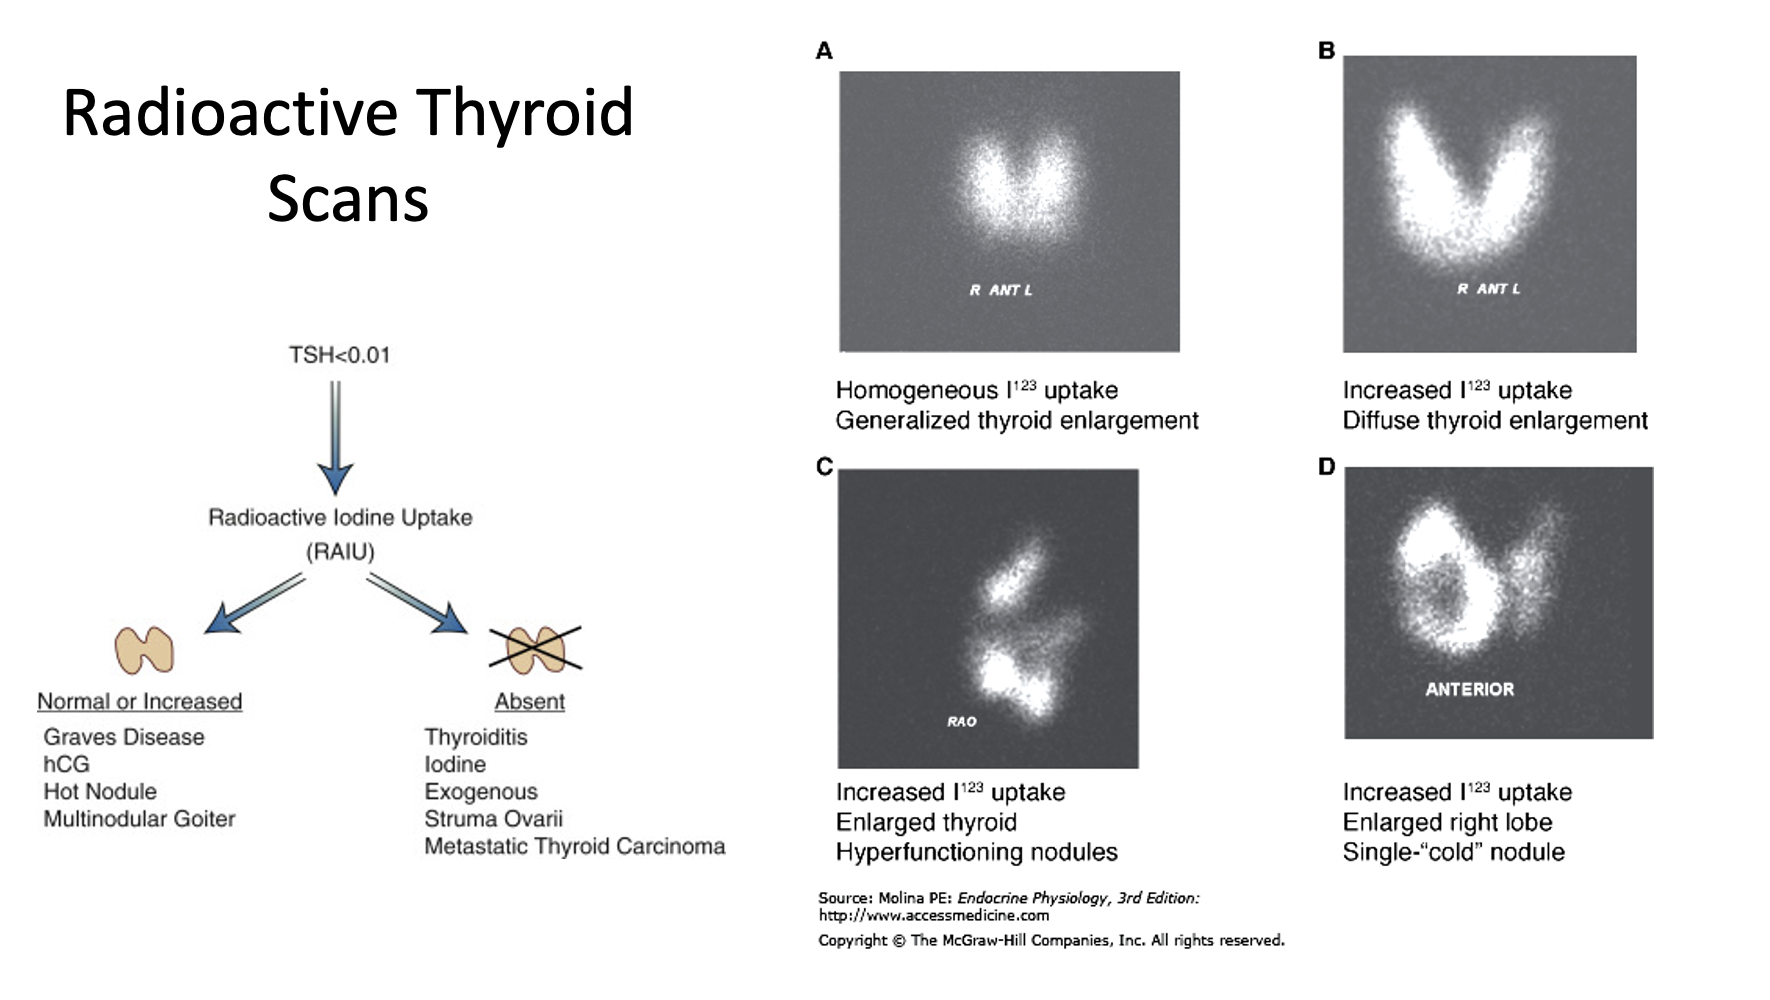 Radioactive Thyroid
Scans
TSH<0.01
Radioactive Iodine Uptake
(RAIU)
Normal or Increased
Graves Disease
hCG
Hot Nodule
Multinodular Goiter
Absent
Thyroiditis
Iodine
Exogenous
Struma Ovarii
Metastatic Thyroid Carcinoma
A
R ANT L
Homogeneous I¹²³ uptake
Generalized thyroid enlargement
B
R ANT L
Increased I¹²³ uptake
Diffuse thyroid enlargement
C
RAO
Increased I¹²³ uptake
Enlarged thyroid
Hyperfunctioning nodules
D
ANTERIOR
Increased I¹²³ uptake
Enlarged right lobe
Single-“cold” nodule
Source: Molina PE: Endocrine Physiology, 3rd Edition:
http://www.accessmedicine.com
Copyright © The McGraw-Hill Companies, Inc. All rights reserved.